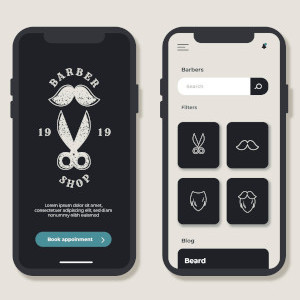 BARBER
19 19
SHOP
Lorem ipsum dolor sit amet,
consectetuer adipiscing elit, sed diam
nonummy nibh euismod
Book appoinment
Barbers
Search
Filters
Blog
Beard